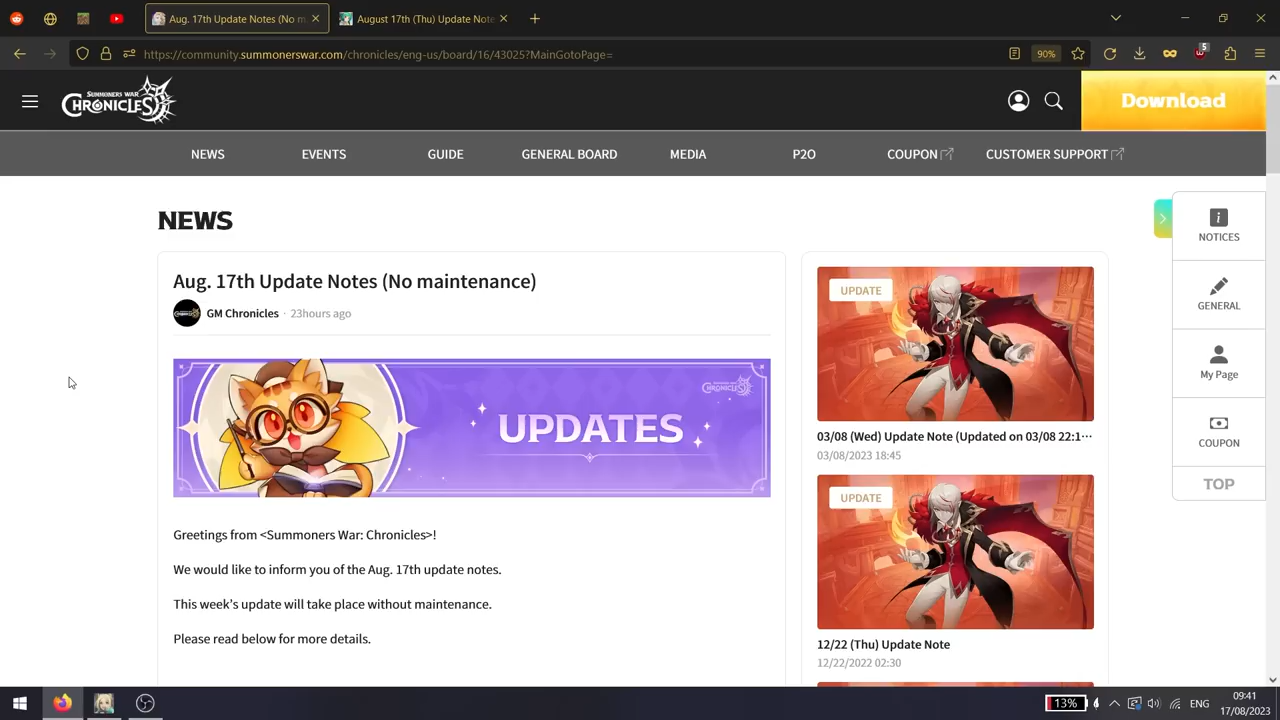 Aug. 17th Update Notes (No m
August 17th (Thu) Update Note
https://community.summonerswar.com/chronicles/eng-us/board/16/43025?MainGotoPage=
90%
5
SUMMONERS WAR
CHRONICLES
Download
NEWS
EVENTS
GUIDE
GENERAL BOARD
MEDIA
P2O
COUPON
CUSTOMER SUPPORT
NEWS
Aug. 17th Update Notes (No maintenance)
GM Chronicles · 23hours ago
CHRONICLES
UPDATES
Greetings from <Summoners War: Chronicles>!
We would like to inform you of the Aug. 17th update notes.
This week's update will take place without maintenance.
Please read below for more details.
UPDATE
03/08 (Wed) Update Note (Updated on 03/08 22:1···
03/08/2023 18:45
UPDATE
12/22 (Thu) Update Note
12/22/2022 02:30
NOTICES
GENERAL
My Page
COUPON
TOP
13%
ENG
09:41
17/08/2023